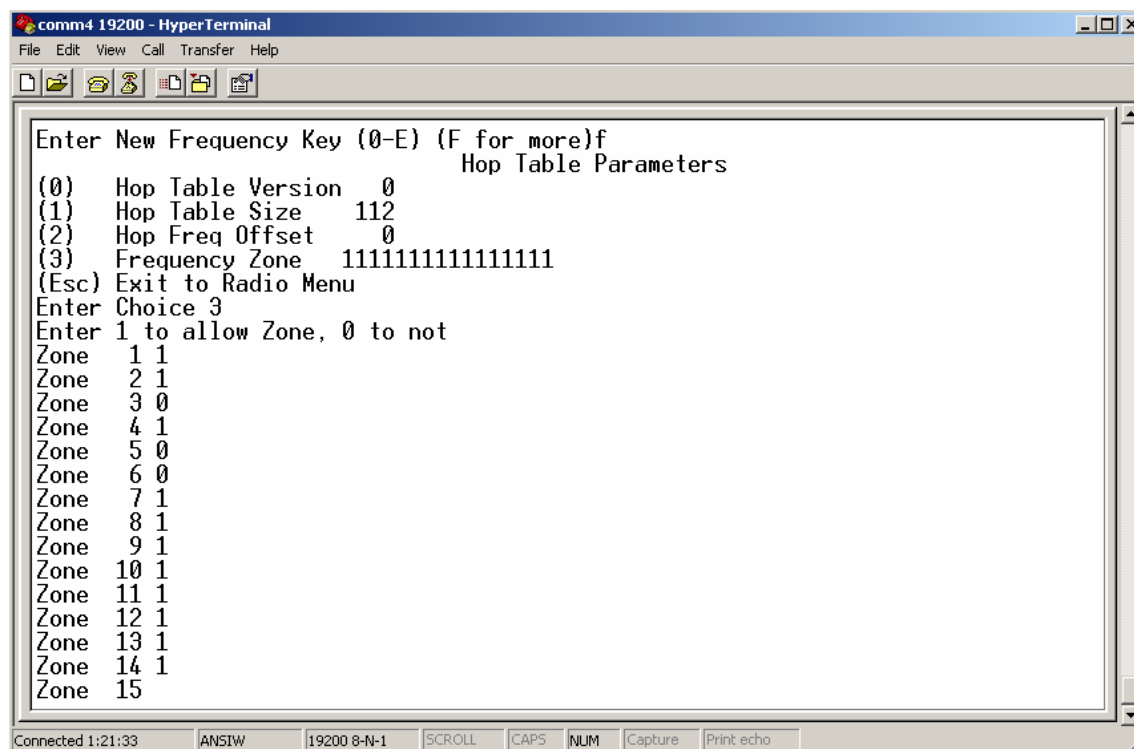 comm4 19200 - HyperTerminal
File Edit View Call Transfer Help
Enter New Frequency Key (0-E) (F for more)f
Hop Table Parameters
(0) Hop Table Version 0
(1) Hop Table Size 112
(2) Hop Freq Offset 0
(3) Frequency Zone 1111111111111111
(Esc) Exit to Radio Menu
Enter Choice 3
Enter 1 to allow Zone, 0 to not
Zone 1 1
Zone 2 1
Zone 3 0
Zone 4 1
Zone 5 0
Zone 6 0
Zone 7 1
Zone 8 1
Zone 9 1
Zone 10 1
Zone 11 1
Zone 12 1
Zone 13 1
Zone 14 1
Zone 15
Connected 1:21:33 ANSIW 19200 8-N-1 SCROLL CAPS NUM Capture Print echo